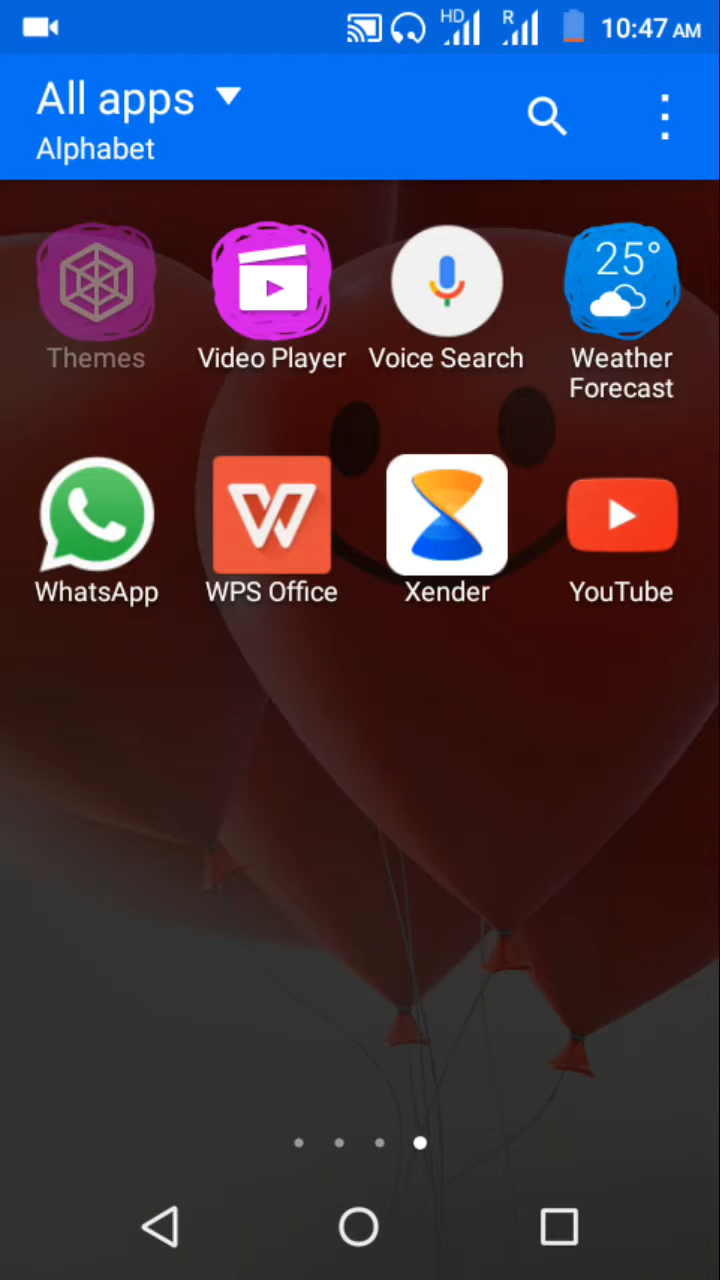 HD R 10:47 AM
All apps
Alphabet
25°
Themes Video Player Voice Search Weather Forecast
WhatsApp WPS Office Xender YouTube